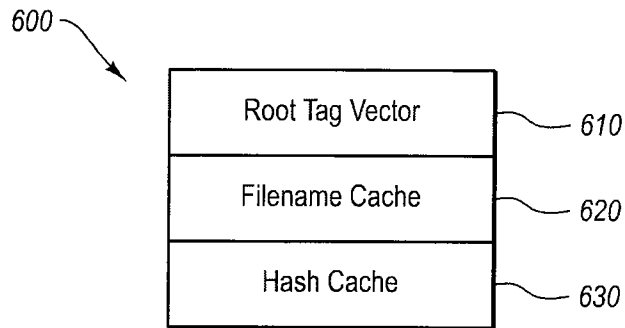 600
Root Tag Vector
610
Filename Cache
620
Hash Cache
630